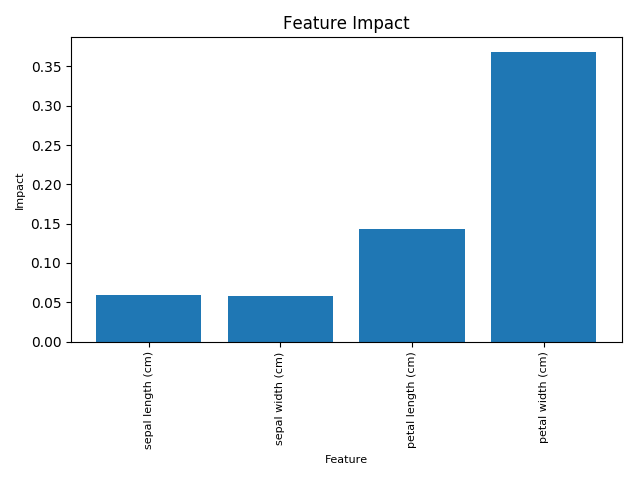 Feature Impact
0.35
0.30
0.25
0.20
0.15
0.10
0.05
0.00
Impact
sepal length (cm)
sepal width (cm)
petal length (cm)
petal width (cm)
Feature